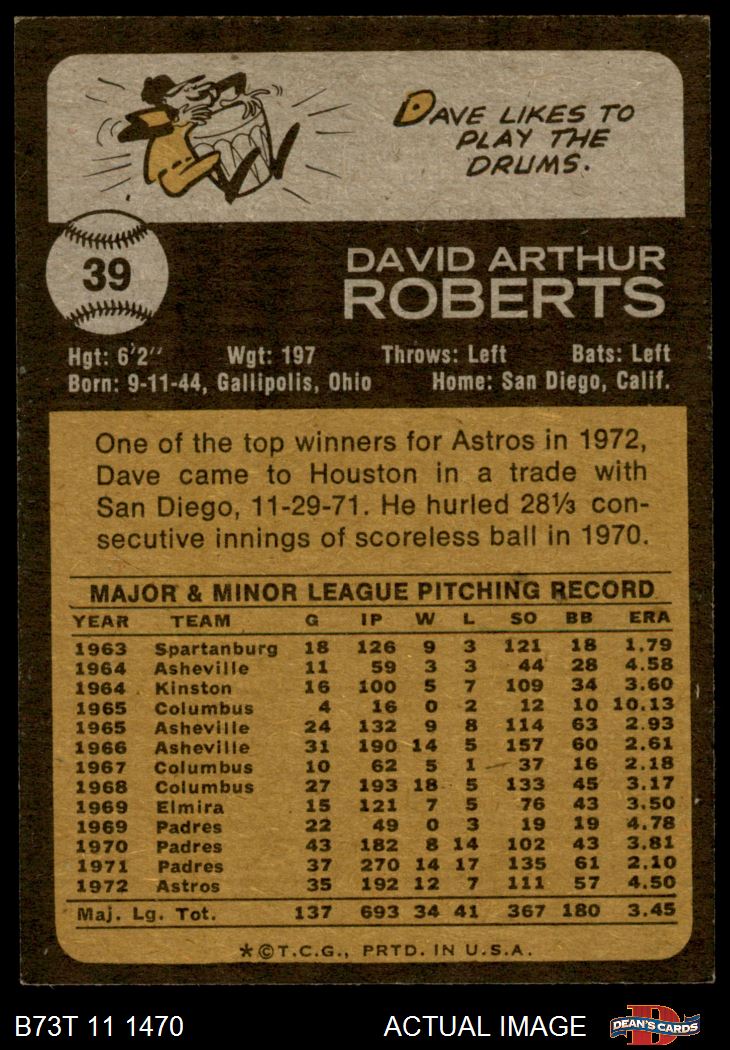 DAVE LIKES TO
PLAY THE
DRUMS.
39
DAVID ARTHUR
ROBERTS
Hgt: 6'2" Wgt: 197 Throws: Left Bats: Left
Born: 9-11-44, Gallipolis, Ohio Home: San Diego, Calif.
One of the top winners for Astros in 1972,
Dave came to Houston in a trade with
San Diego, 11-29-71. He hurled 28⅓ con-
secutive innings of scoreless ball in 1970.
MAJOR & MINOR LEAGUE PITCHING RECORD
YEAR TEAM G IP W L SO BB ERA
1963 Spartanburg 18 126 9 3 121 18 1.79
1964 Asheville 11 59 3 3 44 28 4.58
1964 Kinston 16 100 5 7 109 34 3.60
1965 Columbus 4 16 0 2 12 10 10.13
1965 Asheville 24 132 9 8 114 63 2.93
1966 Asheville 31 190 14 5 157 60 2.61
1967 Columbus 10 62 5 1 37 16 2.18
1968 Columbus 27 193 18 5 133 45 3.17
1969 Elmira 15 121 7 5 76 43 3.50
1969 Padres 22 49 0 3 19 19 4.78
1970 Padres 43 182 8 14 102 43 3.81
1971 Padres 37 270 14 17 135 61 2.10
1972 Astros 35 192 12 7 111 57 4.50
Maj. Lg. Tot. 137 693 34 41 367 180 3.45
*©T.C.G., PRTD. IN U.S.A.
B73T 11 1470 ACTUAL IMAGE D DEAN'S CARDS